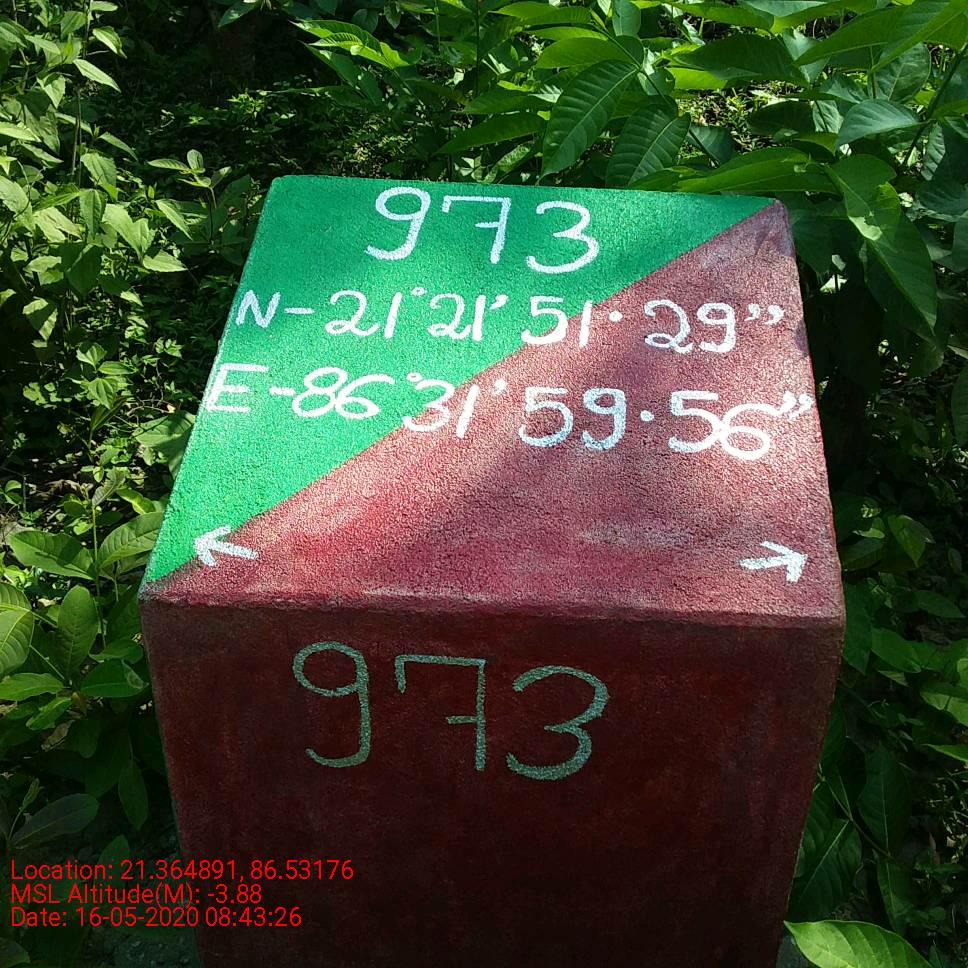 973
N-21°21' 51.29"
E-86°31' 59.56"
973
Location: 21.364891, 86.53176
MSL Altitude(M): -3.88
Date: 16-05-2020 08:43:26